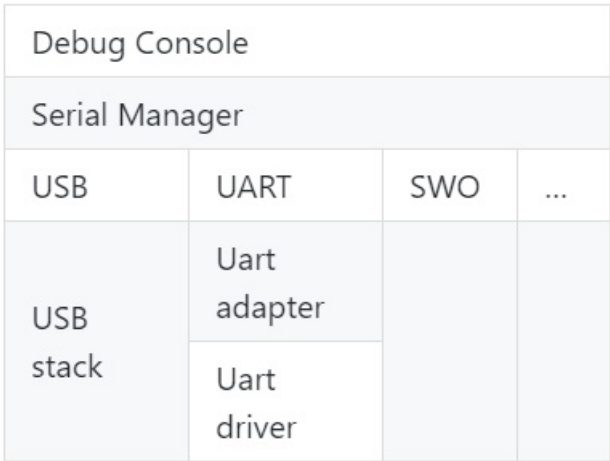 Debug Console
Serial Manager
USB UART SWO ...
USB
stack
Uart
adapter
Uart
driver